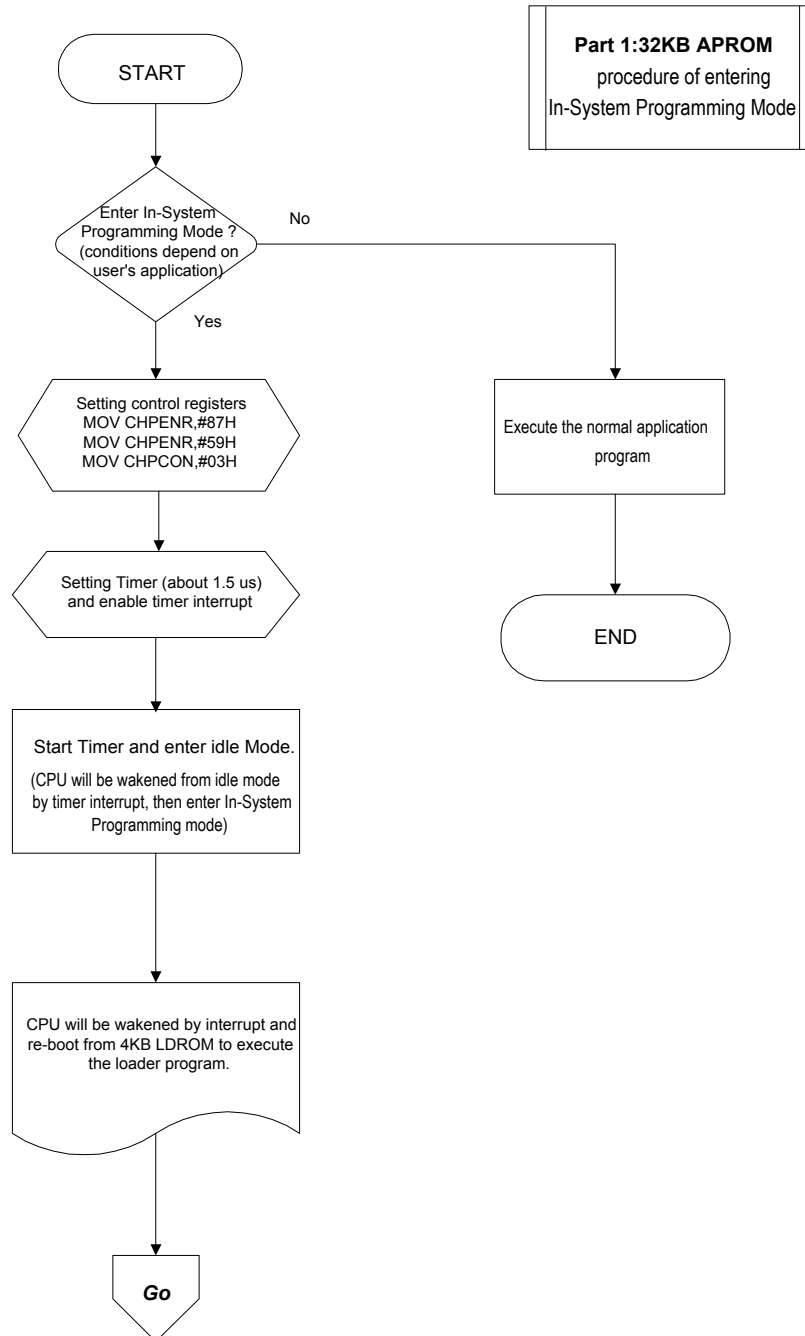 START
Part 1:32KB APROM
procedure of entering
In-System Programming Mode
Enter In-System
Programming Mode ?
(conditions depend on
user's application)
No
Yes
Setting control registers
MOV CHPENR,#87H
MOV CHPENR,#59H
MOV CHPCON,#03H
Execute the normal application
program
Setting Timer (about 1.5 us)
and enable timer interrupt
END
Start Timer and enter idle Mode.
(CPU will be wakened from idle mode
by timer interrupt, then enter In-System
Programming mode)
CPU will be wakened by interrupt and
re-boot from 4KB LDROM to execute
the loader program.
Go